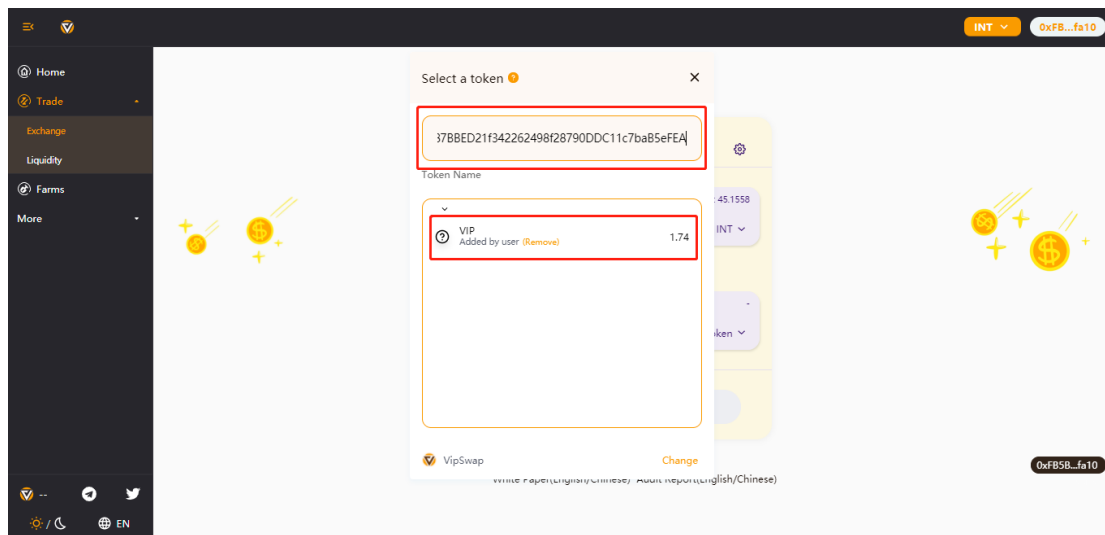 INT
0xFB...fa10
Home
Trade
Exchange
Liquidity
Farms
More
Select a token
37BBED21f342262498f28790DDC11c7baB5eFEA
Token Name
VIP
Added by user (Remove)
1.74
VipSwap
Change
: 45.1558
INT
-
oken
White Paper(English/Chinese) Audit Report(English/Chinese)
0xFB5B...fa10
--
/
EN